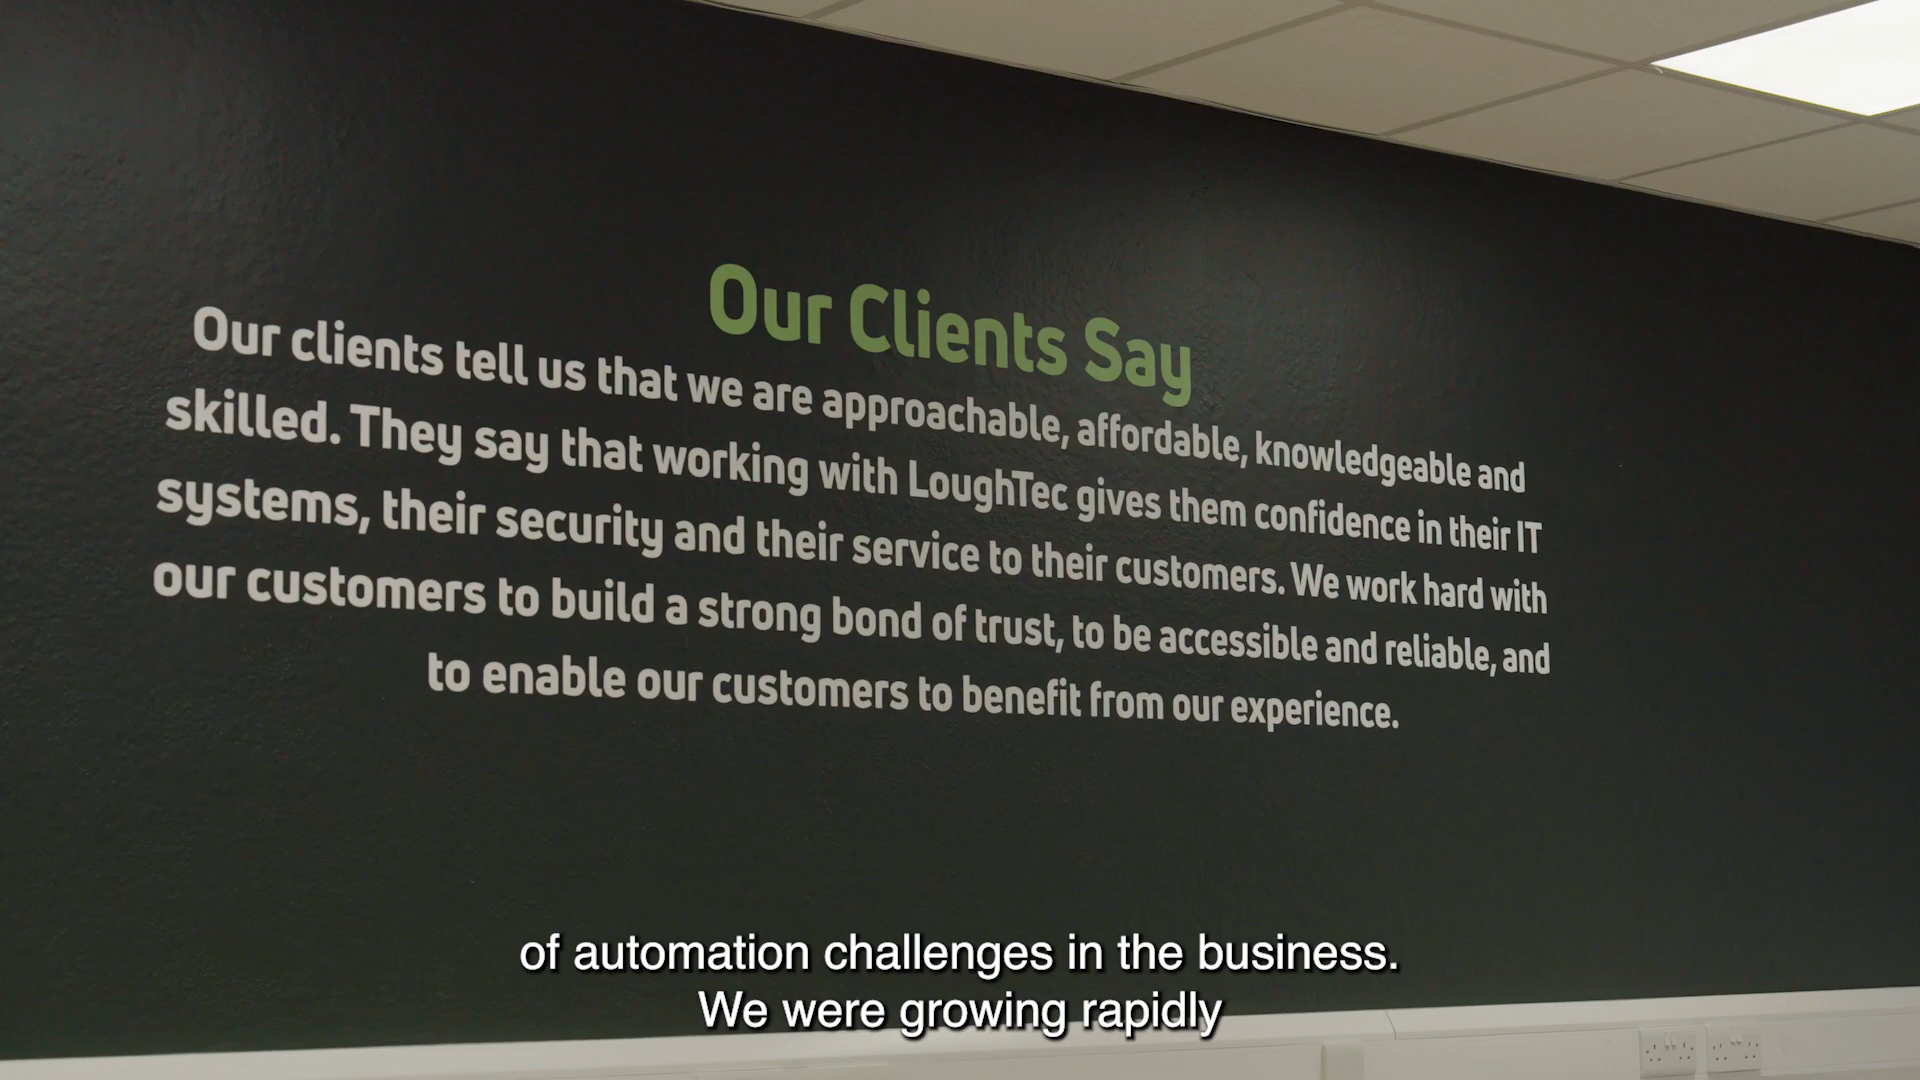 Our Clients Say
Our clients tell us that we are approachable, affordable, knowledgeable and
skilled. They say that working with LoughTec gives them confidence in their IT
systems, their security and their service to their customers. We work hard with
our customers to build a strong bond of trust, to be accessible and reliable, and
to enable our customers to benefit from our experience.
of automation challenges in the business.
We were growing rapidly